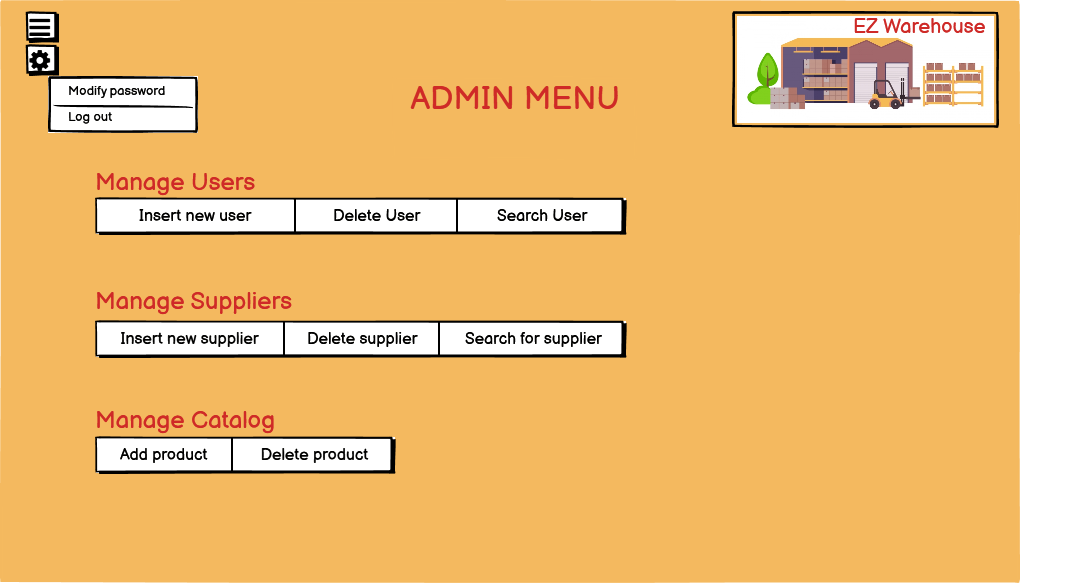 EZ Warehouse
Modify password
Log out
ADMIN MENU
Manage Users
Insert new user
Delete User
Search User
Manage Suppliers
Insert new supplier
Delete supplier
Search for supplier
Manage Catalog
Add product
Delete product